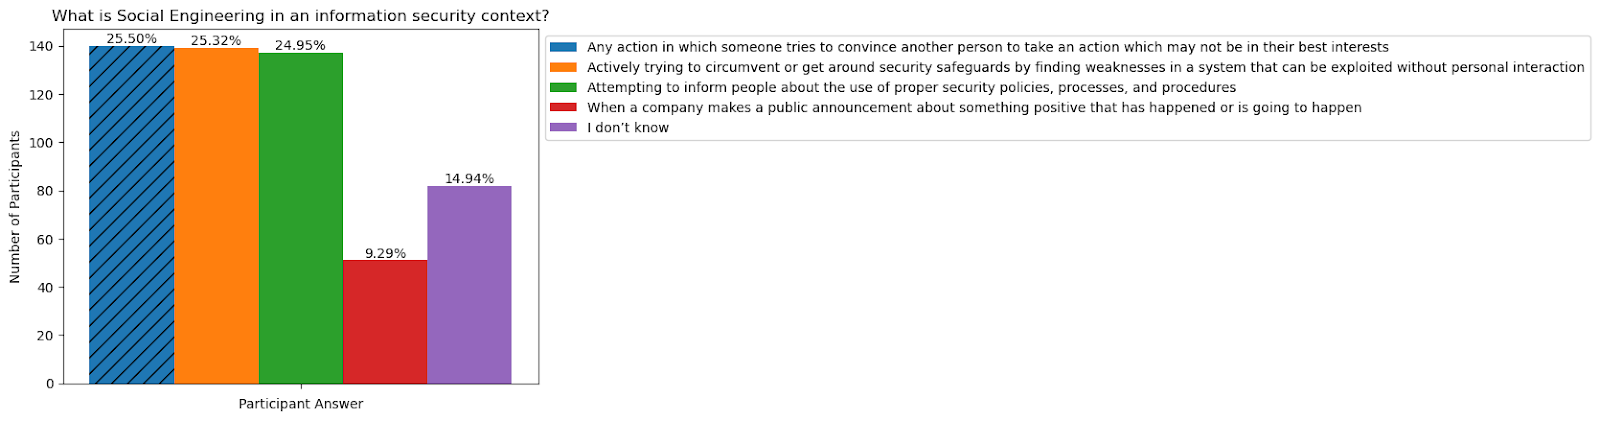 What is Social Engineering in an information security context?
25.50%
25.32%
24.95%
9.29%
14.94%
140
120
100
80
60
40
20
0
Number of Participants
Participant Answer
Any action in which someone tries to convince another person to take an action which may not be in their best interests
Actively trying to circumvent or get around security safeguards by finding weaknesses in a system that can be exploited without personal interaction
Attempting to inform people about the use of proper security policies, processes, and procedures
When a company makes a public announcement about something positive that has happened or is going to happen
I don’t know